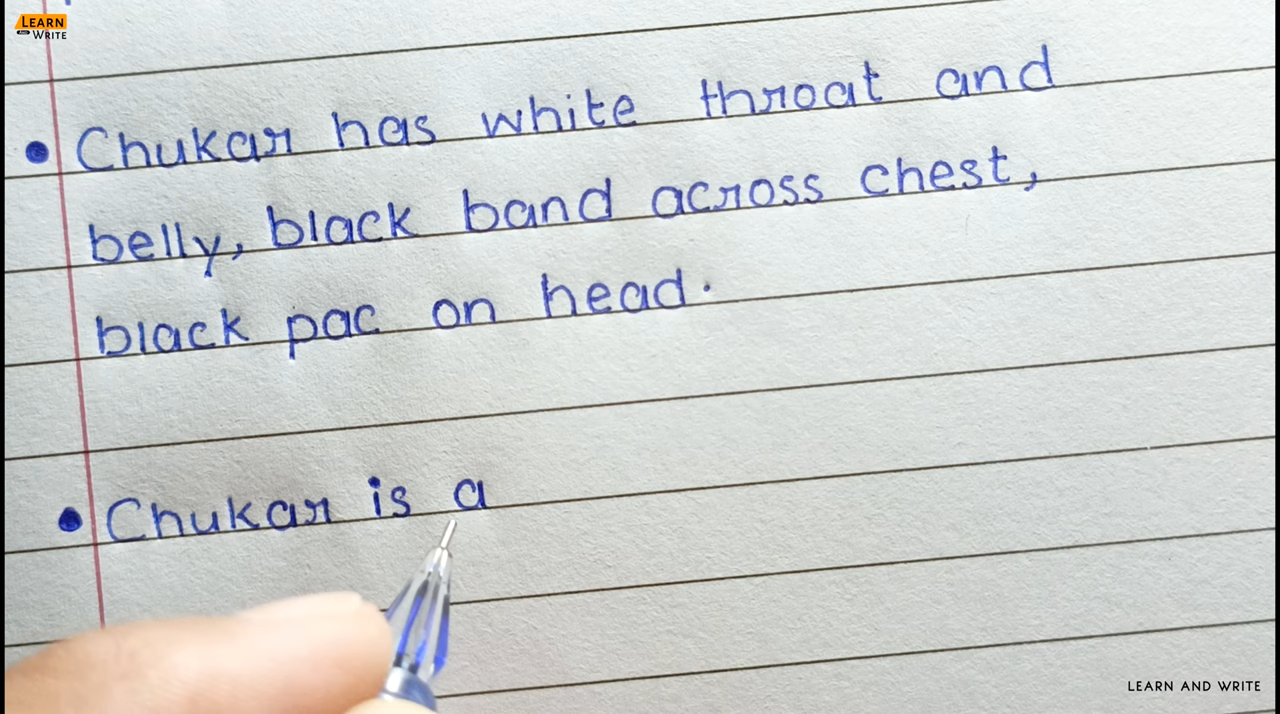 LEARN
AND WRITE
• Chukar has white throat and
belly, black band across chest,
black pac on head.
• Chukar is a
LEARN AND WRITE